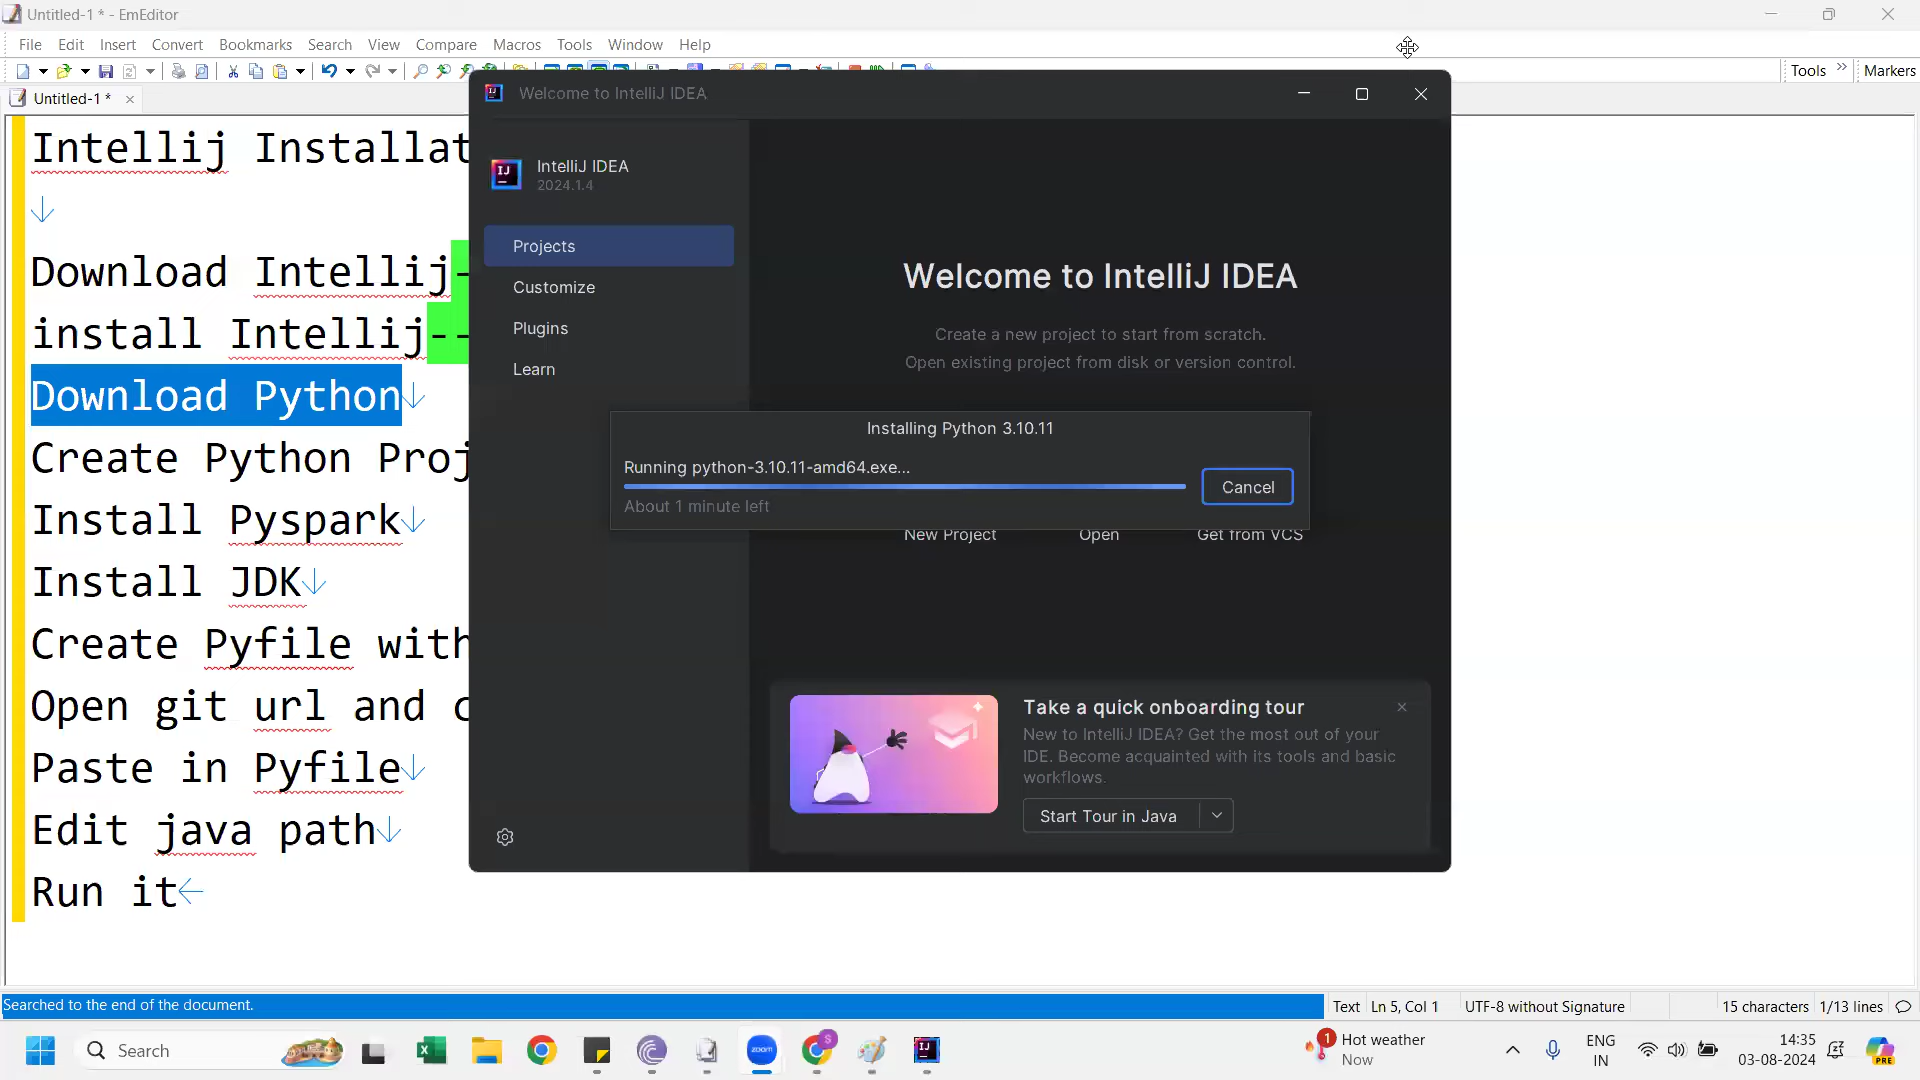 Untitled-1 * - EmEditor
File Edit Insert Convert Bookmarks Search View Compare Macros Tools Window Help
Tools » Markers
Untitled-1 *
Intellij Installat
Download Intellij-
install Intellij--
Download Python
Create Python Proj
Install Pyspark
Install JDK
Create Pyfile with
Open git url and c
Paste in Pyfile
Edit java path
Run it
Welcome to IntelliJ IDEA
IJ
IntelliJ IDEA
2024.1.4
Projects
Customize
Plugins
Learn
Welcome to IntelliJ IDEA
Create a new project to start from scratch.
Open existing project from disk or version control.
Installing Python 3.10.11
Running python-3.10.11-amd64.exe...
Cancel
About 1 minute left
New Project Open Get from VCS
Take a quick onboarding tour
New to IntelliJ IDEA? Get the most out of your
IDE. Become acquainted with its tools and basic
workflows.
Start Tour in Java
Searched to the end of the document.
Text Ln 5, Col 1 UTF-8 without Signature 15 characters 1/13 lines
Search
zoom
S
IJ
1
Hot weather
Now
ENG
IN
14:35
03-08-2024
PRE